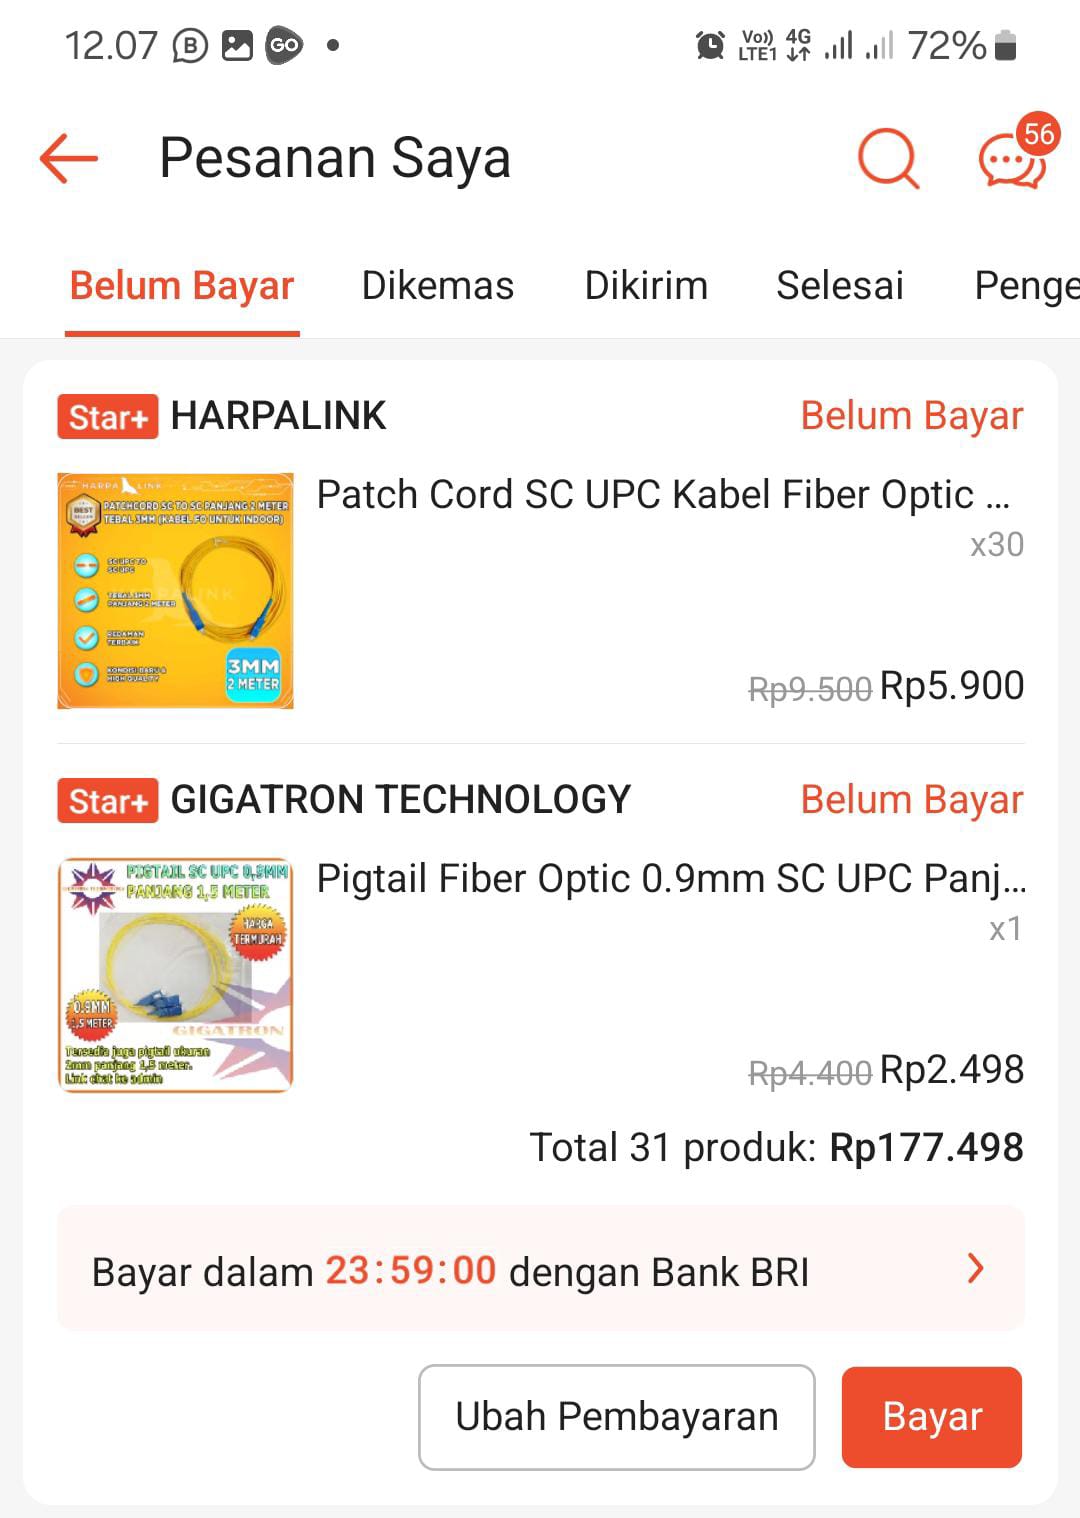 12.07
GO
Vo)) 4G
LTE1
72%
Pesanan Saya
56
Belum Bayar Dikemas Dikirim Selesai Penge
Star+ HARPALINK Belum Bayar
HARPA LINK
BEST SELLER
PATCHCORD SC TO SC PANJANG 2 METER
TEBAL 3MM (KABEL FO UNTUK INDOOR)
SC UPC TO
SC UPC
TEBAL 3MM
PANJANG 2 METER
REDAMAN
TERBAIK
KONDISI BARU &
HIGH QUALITY
3MM
2 METER
Patch Cord SC UPC Kabel Fiber Optic ...
x30
Rp9.500 Rp5.900
Star+ GIGATRON TECHNOLOGY Belum Bayar
PIGTAIL SC UPC 0,9MM
PANJANG 1,5 METER
HARGA
TERMURAH
0.9MM
1,5 METER
GIGATRON
Tersedia juga pigtail ukuran
2mm panjang 1,5 meter.
Link chat ke admin
Pigtail Fiber Optic 0.9mm SC UPC Panj...
x1
Rp4.400 Rp2.498
Total 31 produk: Rp177.498
Bayar dalam 23:59:00 dengan Bank BRI
Ubah Pembayaran
Bayar